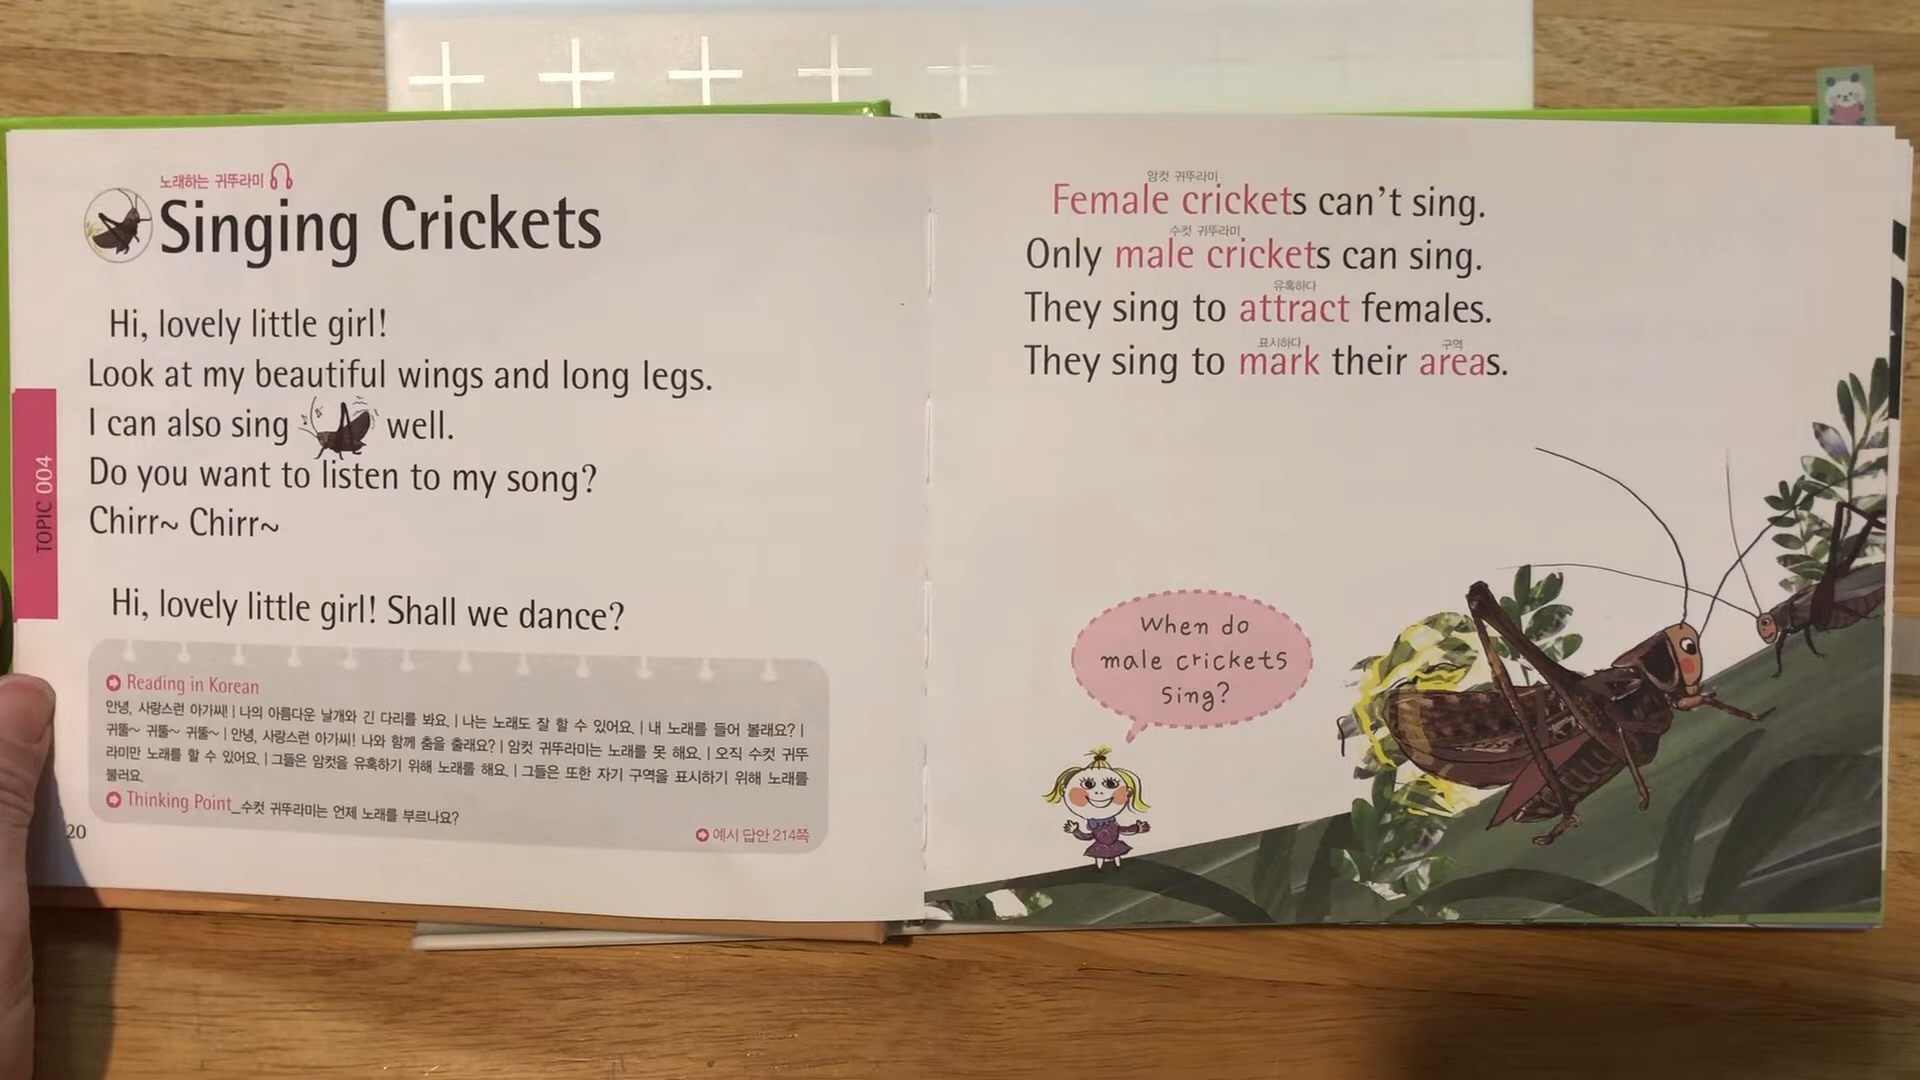 노래하는 귀뚜라미
Singing Crickets
Hi, lovely little girl!
Look at my beautiful wings and long legs.
I can also sing well.
Do you want to listen to my song?
Chirr~ Chirr~
Hi, lovely little girl! Shall we dance?
TOPIC 004
Reading in Korean
안녕, 사랑스런 아가씨! | 나의 아름다운 날개와 긴 다리를 봐요. | 나는 노래도 잘 할 수 있어요. | 내 노래를 들어 볼래요? |
귀뚤~ 귀뚤~ 귀뚤~ | 안녕, 사랑스런 아가씨! 나와 함께 춤을 출래요? | 암컷 귀뚜라미는 노래를 못 해요. | 오직 수컷 귀뚜
라미만 노래를 할 수 있어요. | 그들은 암컷을 유혹하기 위해 노래를 해요. | 그들은 또한 자기 구역을 표시하기 위해 노래를
불러요.
Thinking Point_수컷 귀뚜라미는 언제 노래를 부르나요?
예시 답안 214쪽
20
암컷 귀뚜라미
Female crickets can't sing.
수컷 귀뚜라미
Only male crickets can sing.
유혹하다
They sing to attract females.
표시하다 구역
They sing to mark their areas.
When do
male crickets
sing?